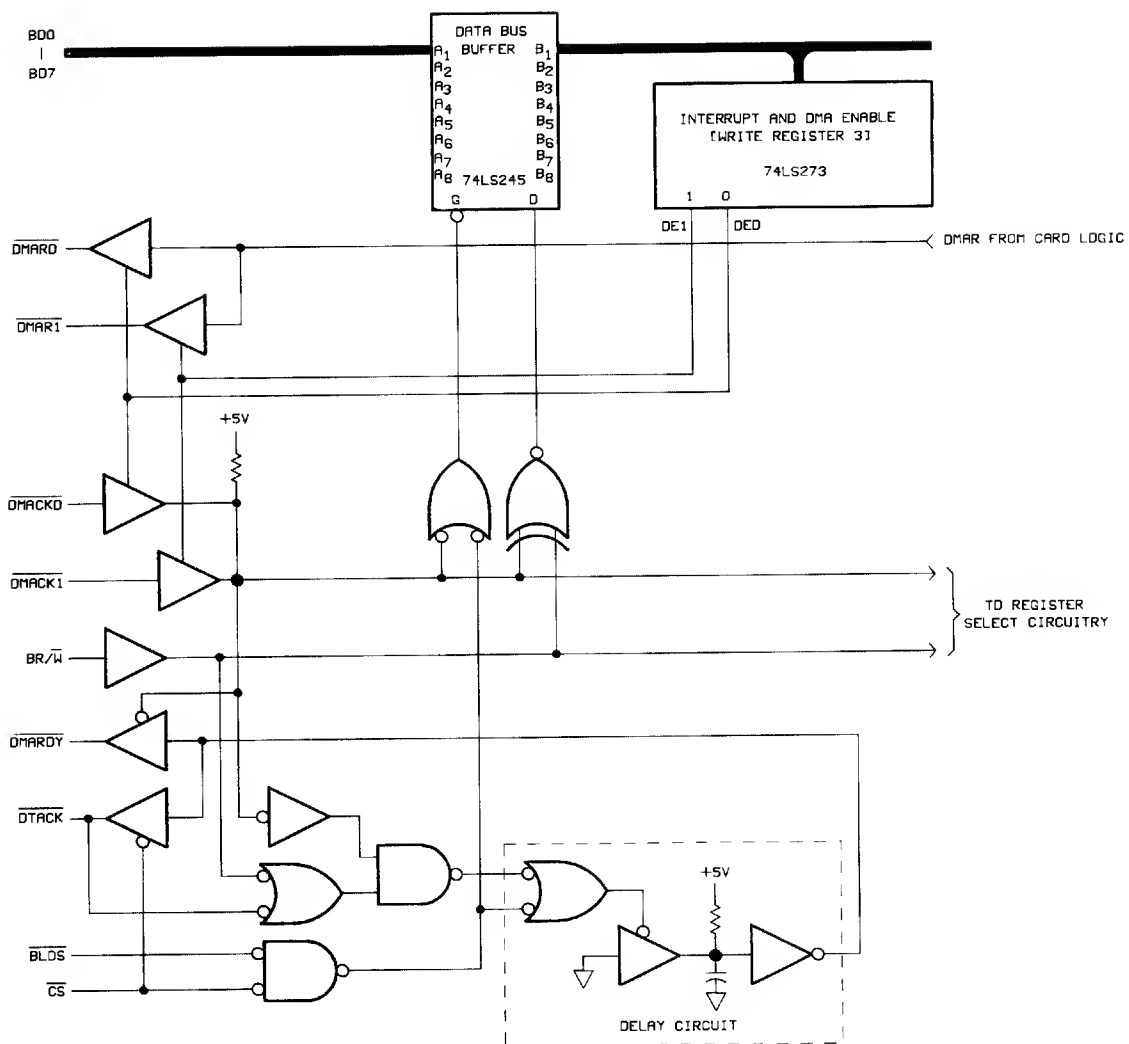 BD0
BD7
DATA BUS
BUFFER
A1
A2
A3
A4
A5
A6
A7
A8
B1
B2
B3
B4
B5
B6
B7
B8
74LS245
G
D
INTERRUPT AND DMA ENABLE
[WRITE REGISTER 3]
74LS273
1
0
DE1
DE0
DMAR0
DMAR FROM CARD LOGIC
DMAR1
+5V
DMACK0
DMACK1
TO REGISTER
SELECT CIRCUITRY
BR/W
DMARDY
DTACK
+5V
BLDS
CS
DELAY CIRCUIT